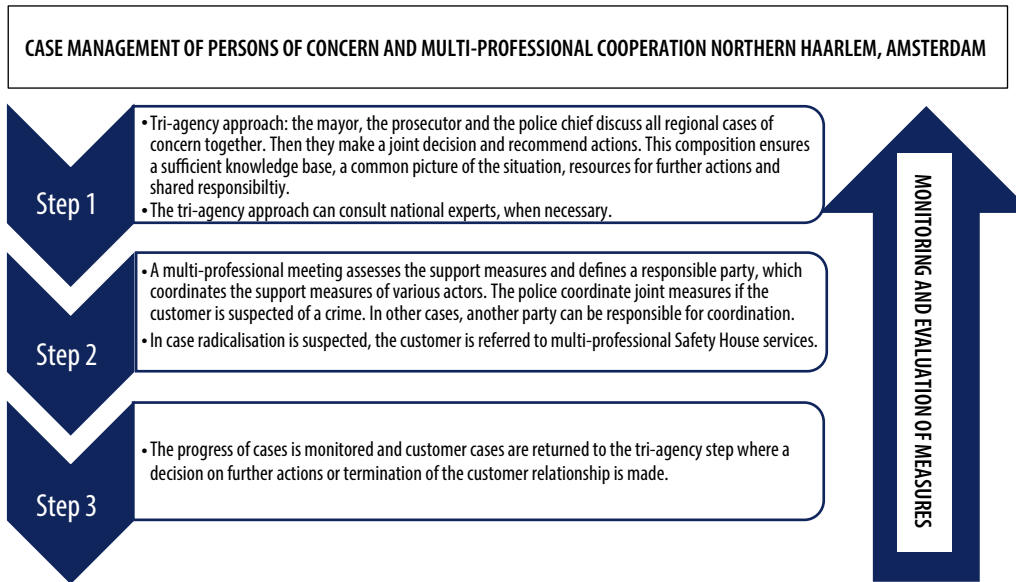 CASE MANAGEMENT OF PERSONS OF CONCERN AND MULTI-PROFESSIONAL COOPERATION NORTHERN HAARLEM, AMSTERDAM
Step 1
• Tri-agency approach: the mayor, the prosecutor and the police chief discuss all regional cases of
concern together. Then they make a joint decision and recommend actions. This composition ensures
a sufficient knowledge base, a common picture of the situation, resources for further actions and
shared responsibiltiy.
• The tri-agency approach can consult national experts, when necessary.
Step 2
• A multi-professional meeting assesses the support measures and defines a responsible party, which
coordinates the support measures of various actors. The police coordinate joint measures if the
customer is suspected of a crime. In other cases, another party can be responsible for coordination.
• In case radicalisation is suspected, the customer is referred to multi-professional Safety House services.
Step 3
• The progress of cases is monitored and customer cases are returned to the tri-agency step where a
decision on further actions or termination of the customer relationship is made.
MONITORING AND EVALUATION OF MEASURES